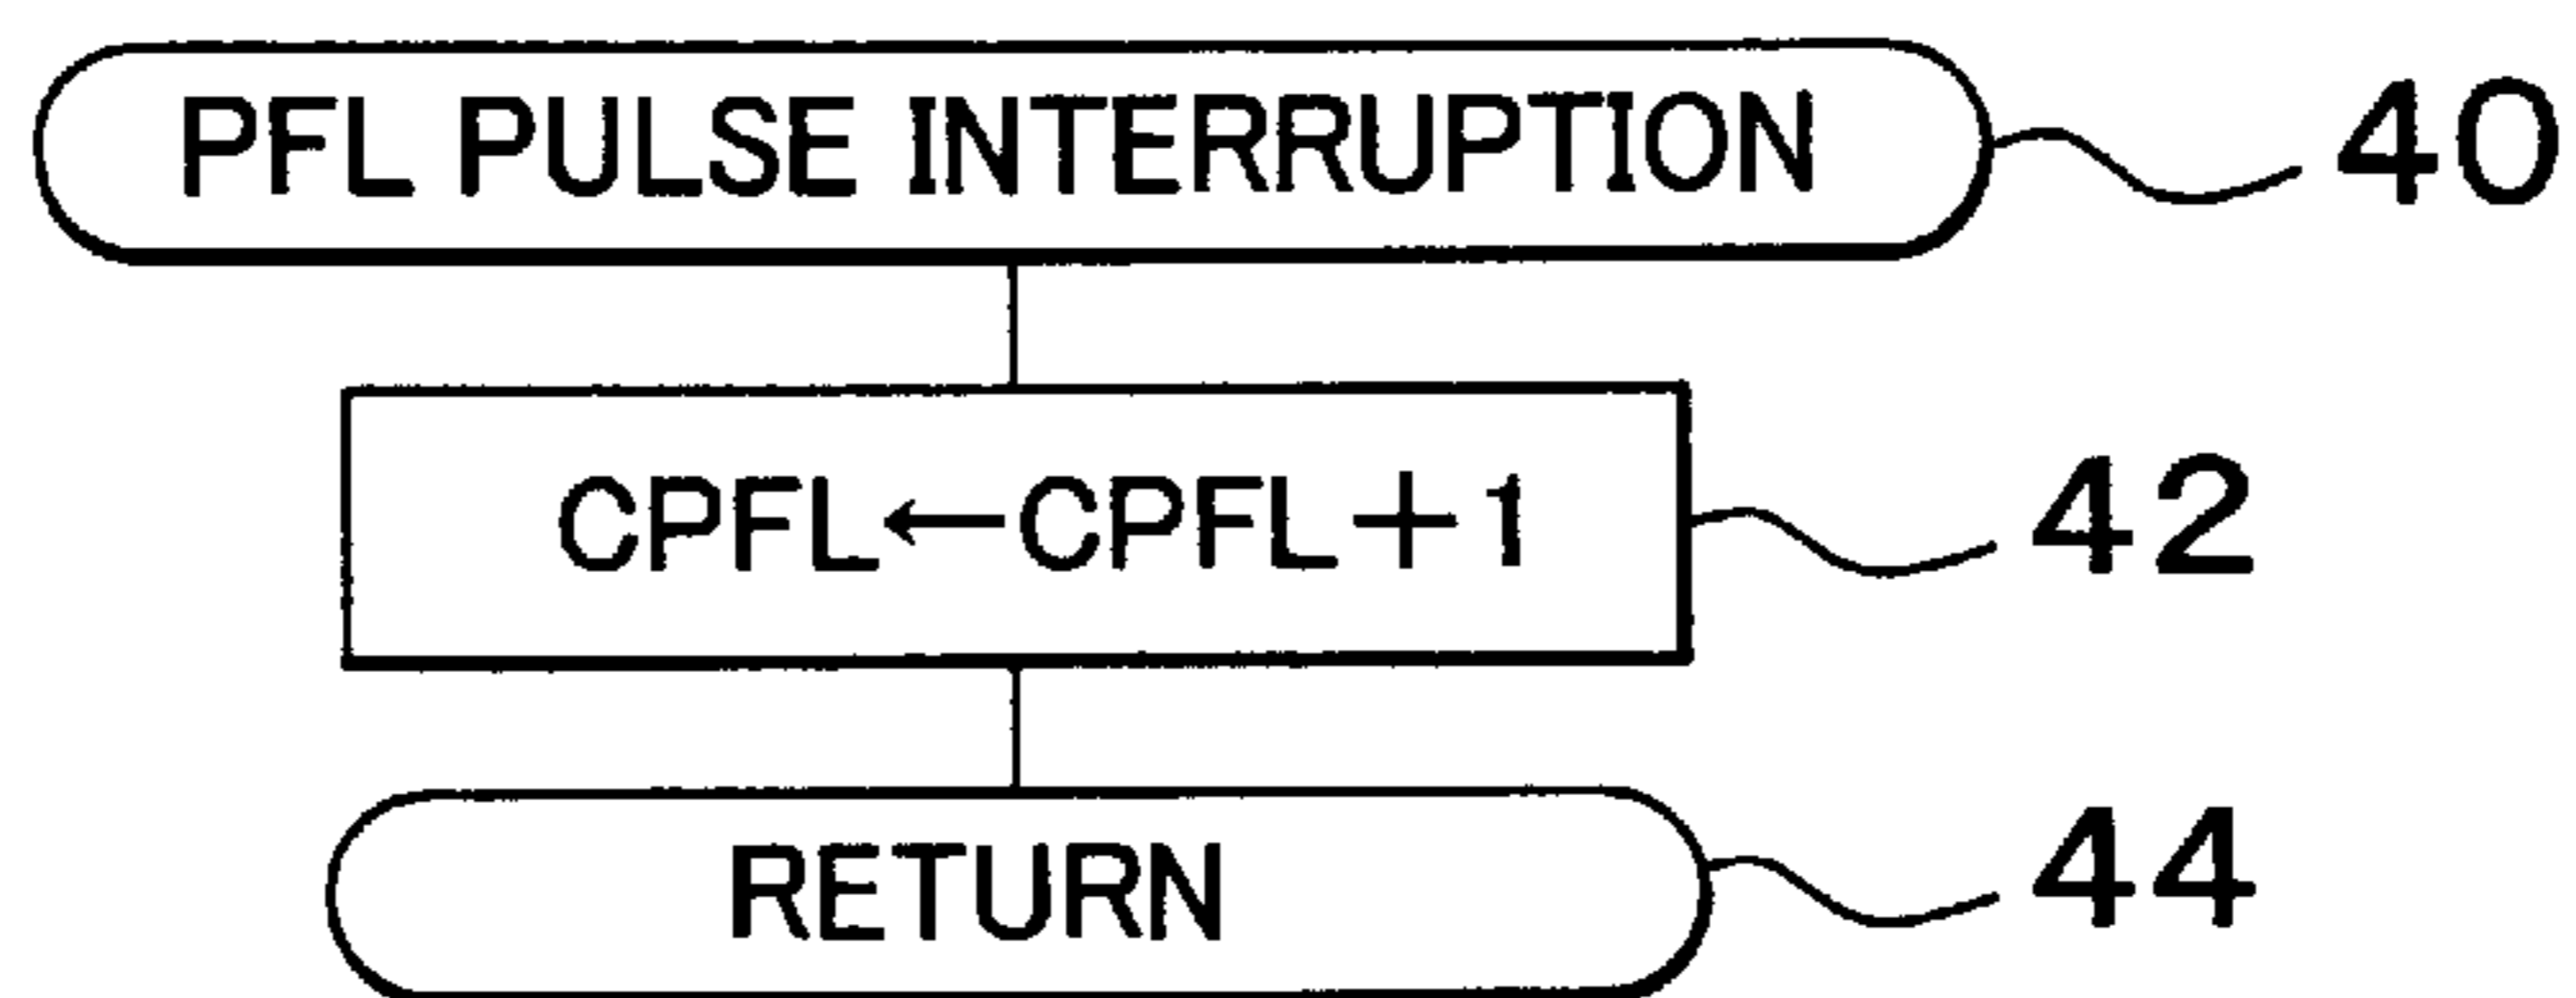 PFL PULSE INTERRUPTION 40
CPFL←CPFL+1 42
RETURN 44